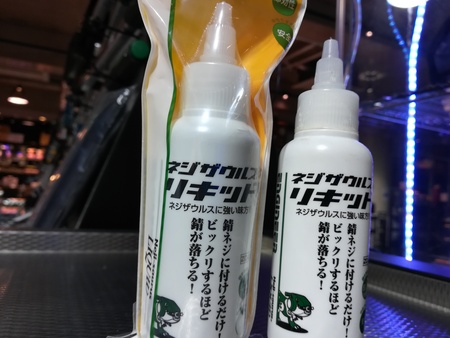 安全
ネジザウルス
リキッド
ネジザウルスに強い味方
錆ネジに付けるだけ！
ビックリするほど
錆が落ちる！
LIQUID
ネジザウルス
リキッド
ネジザウルスに強い味方
錆ネジに付けるだけ！
ビックリするほど
錆が落ちる！